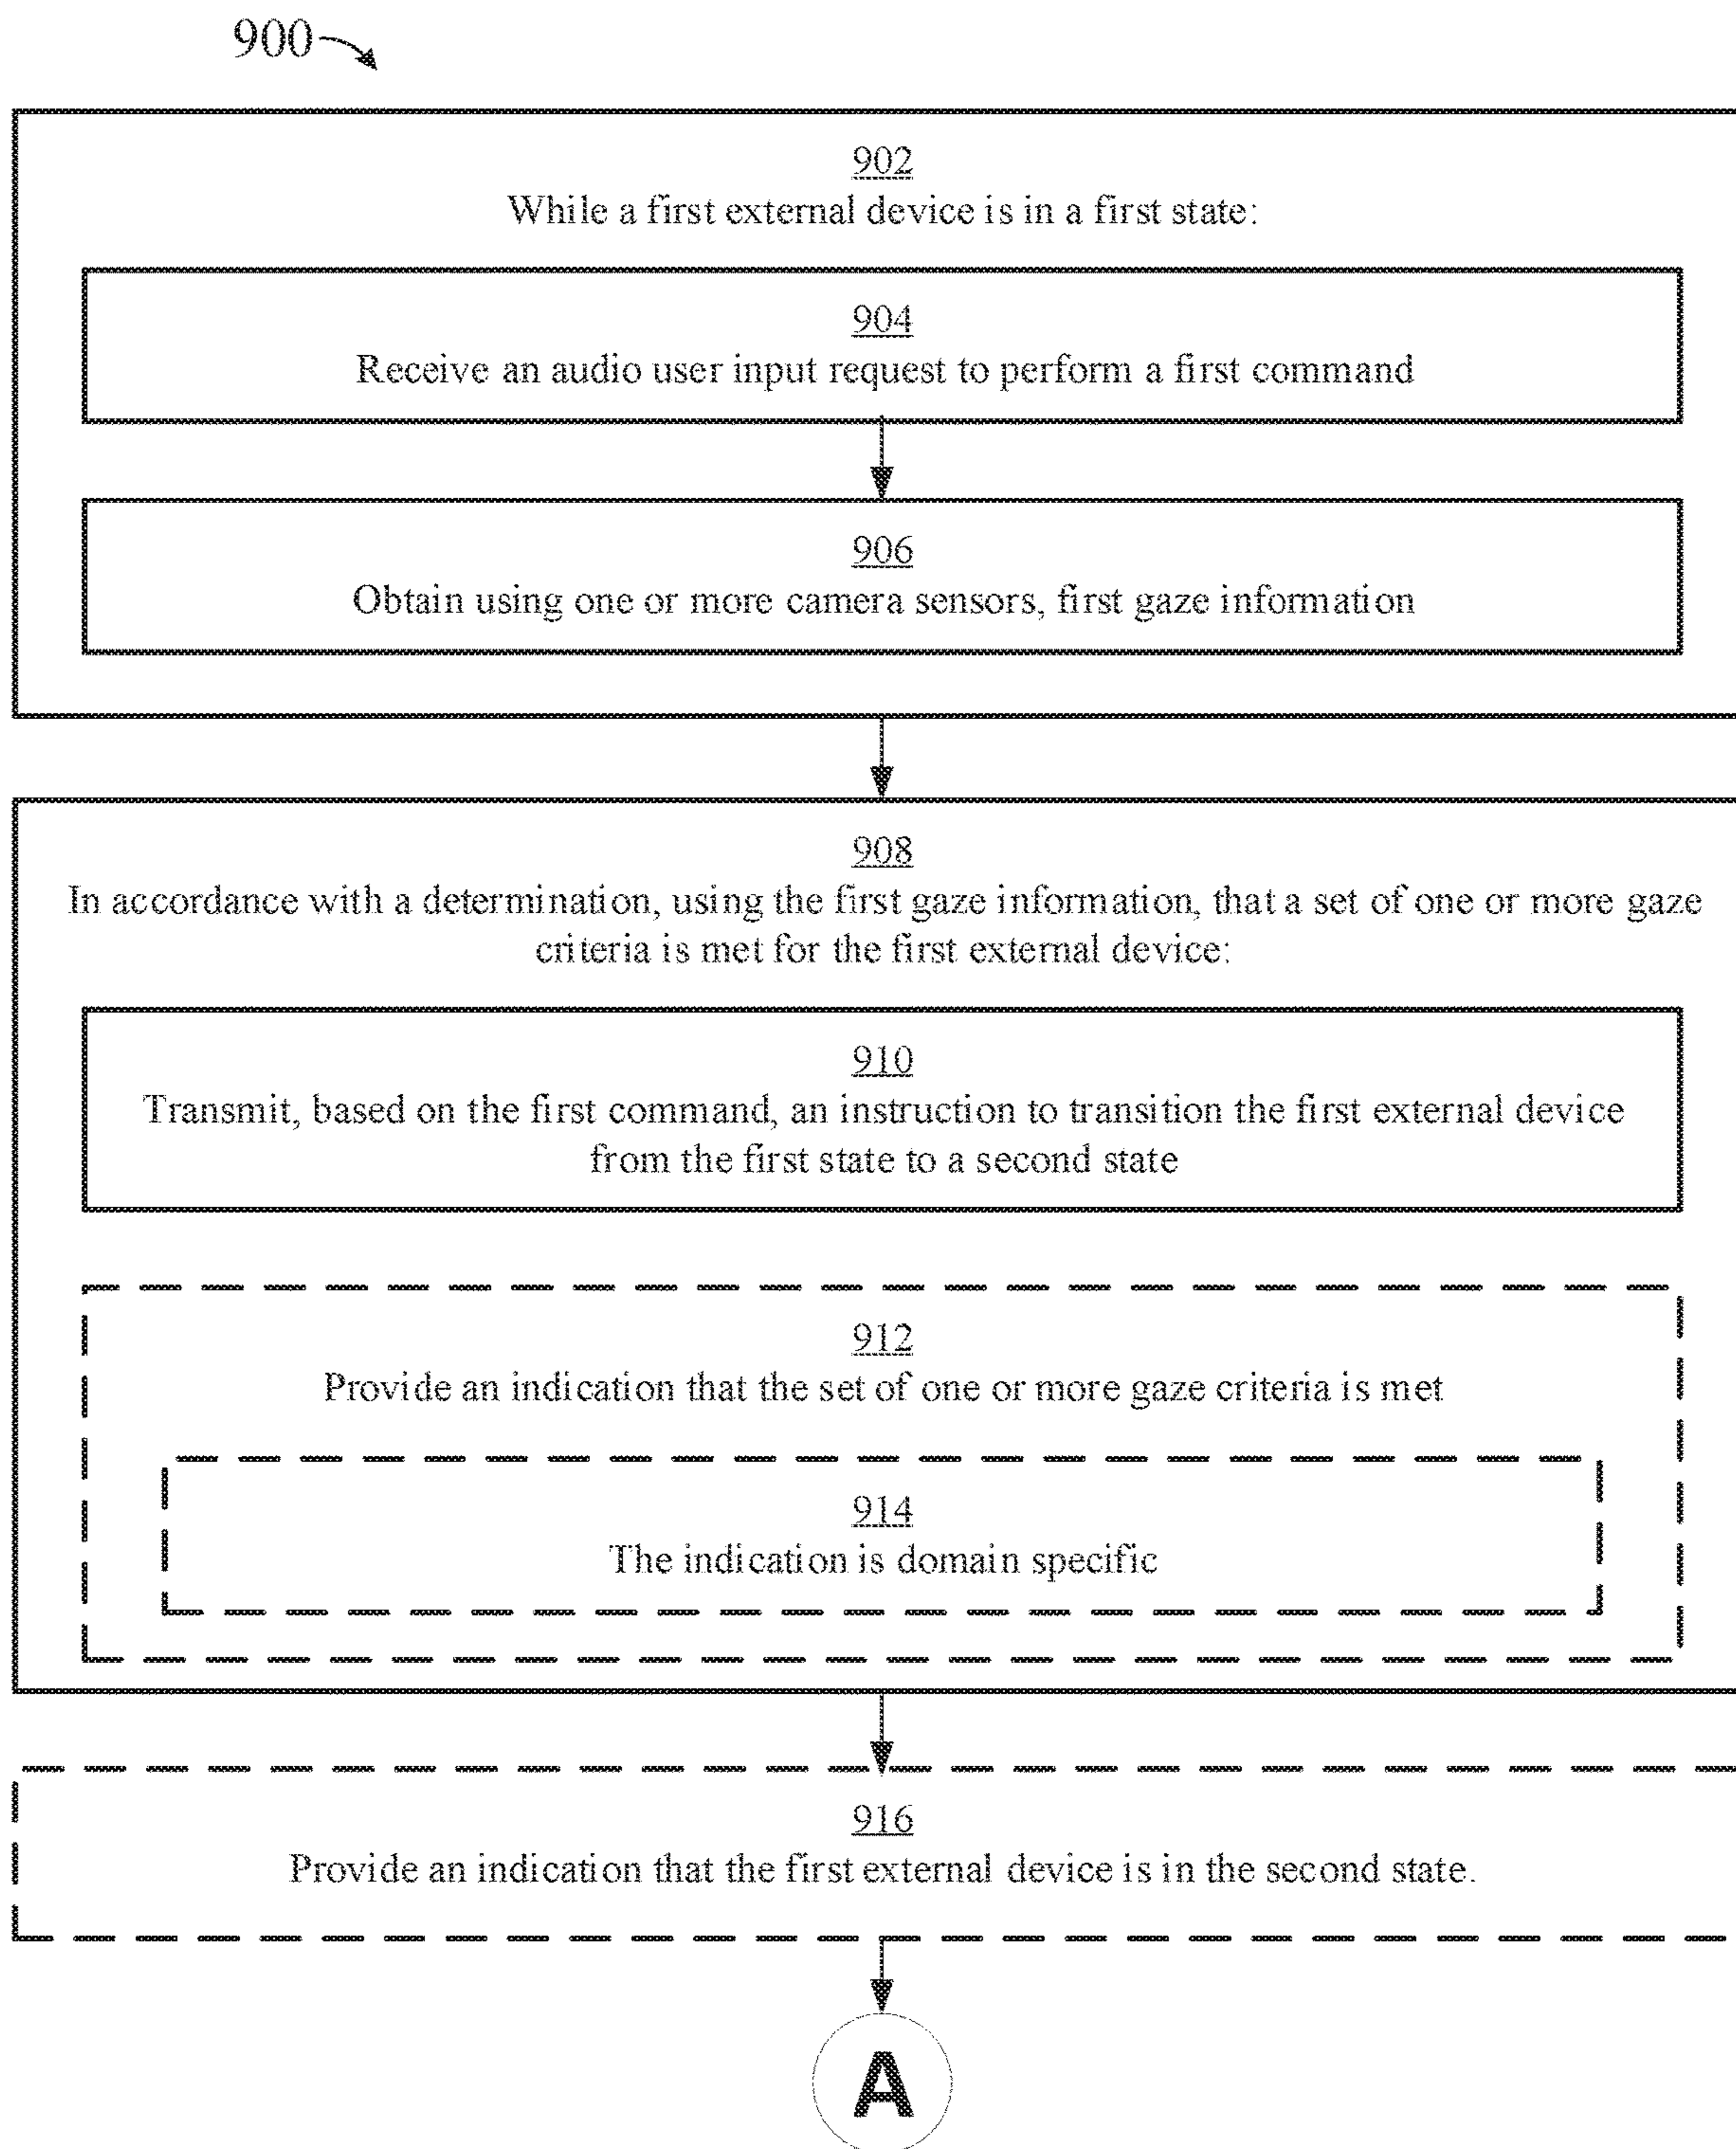 900
902
While a first external device is in a first state:
904
Receive an audio user input request to perform a first command
906
Obtain using one or more camera sensors, first gaze information
908
In accordance with a determination, using the first gaze information, that a set of one or more gaze
criteria is met for the first external device:
910
Transmit, based on the first command, an instruction to transition the first external device
from the first state to a second state
912
Provide an indication that the set of one or more gaze criteria is met
914
The indication is domain specific
916
Provide an indication that the first external device is in the second state.
A